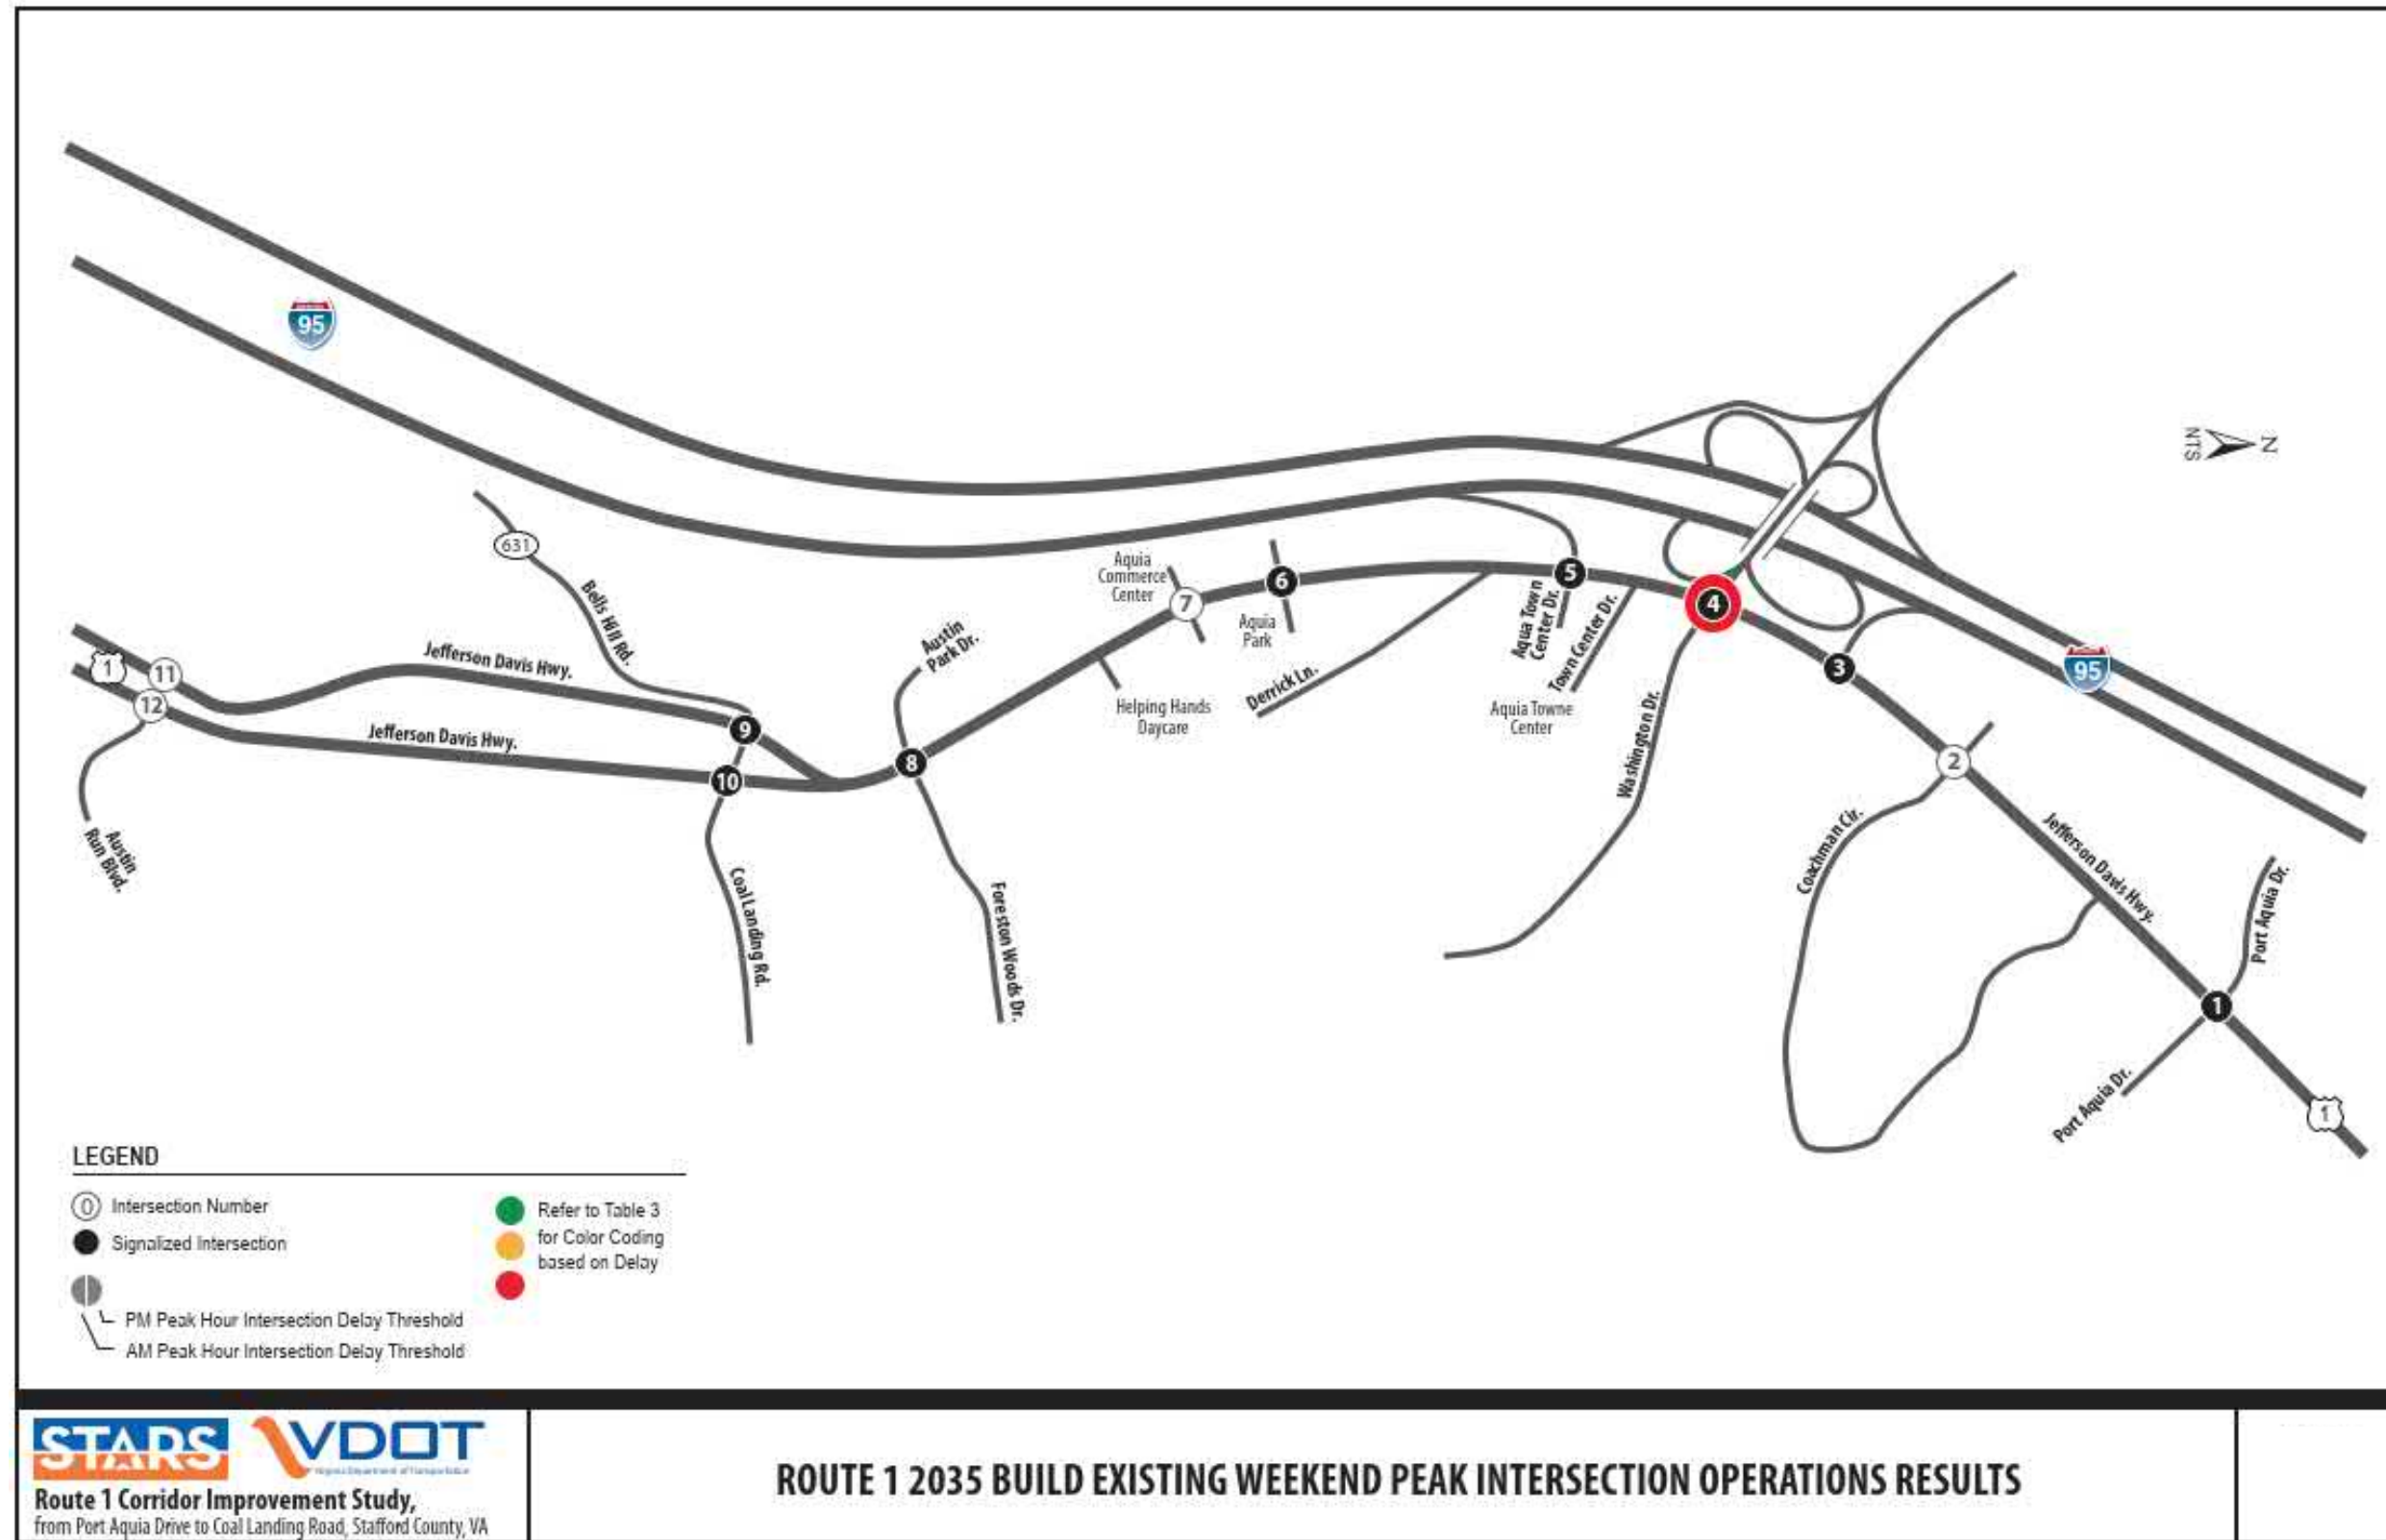 95
N
NTS
631
Bells Hill Rd.
Aquia
Commerce
Center
7
6
Aquia
Park
5
Aqua Town
Center Dr.
Town Center Dr.
4
3
95
Austin
Park Dr.
Derrick Ln.
Aquia Towne
Center
Washington Dr.
Helping Hands
Daycare
1
11
12
Jefferson Davis Hwy.
Jefferson Davis Hwy.
9
10
8
2
Coachman Cir.
Jefferson Davis Hwy.
Port Aquia Dr.
Austin
Run Blvd.
Coal Landing Rd.
Foreston Woods Dr.
1
Port Aquia Dr.
1
LEGEND
0 Intersection Number
Signalized Intersection
PM Peak Hour Intersection Delay Threshold
AM Peak Hour Intersection Delay Threshold
Refer to Table 3
for Color Coding
based on Delay
STARS VDOT
Virginia Department of Transportation
Route 1 Corridor Improvement Study,
from Port Aquia Drive to Coal Landing Road, Stafford County, VA
ROUTE 1 2035 BUILD EXISTING WEEKEND PEAK INTERSECTION OPERATIONS RESULTS